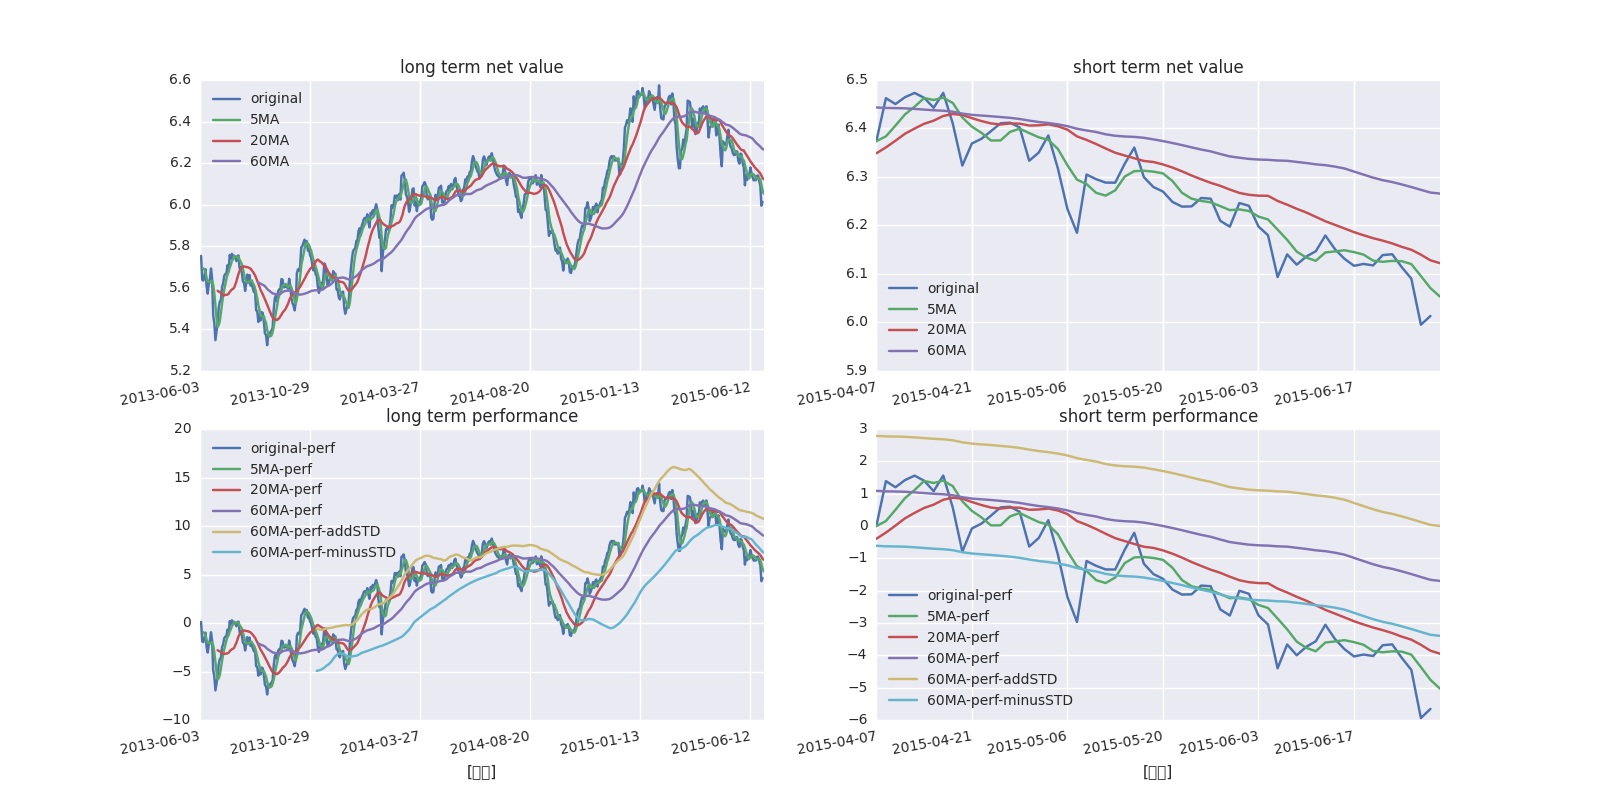 long term net value
6.6
6.4
6.2
6.0
5.8
5.6
5.4
5.2
original
5MA
20MA
60MA
2013-06-03
2013-10-29
2014-03-27
2014-08-20
2015-01-13
2015-06-12
short term net value
6.5
6.4
6.3
6.2
6.1
6.0
5.9
original
5MA
20MA
60MA
2015-04-07
2015-04-21
2015-05-06
2015-05-20
2015-06-03
2015-06-17
long term performance
20
15
10
5
0
−5
−10
original-perf
5MA-perf
20MA-perf
60MA-perf
60MA-perf-addSTD
60MA-perf-minusSTD
2013-06-03
2013-10-29
2014-03-27
2014-08-20
2015-01-13
2015-06-12
short term performance
3
2
1
0
−1
−2
−3
−4
−5
−6
original-perf
5MA-perf
20MA-perf
60MA-perf
60MA-perf-addSTD
60MA-perf-minusSTD
2015-04-07
2015-04-21
2015-05-06
2015-05-20
2015-06-03
2015-06-17